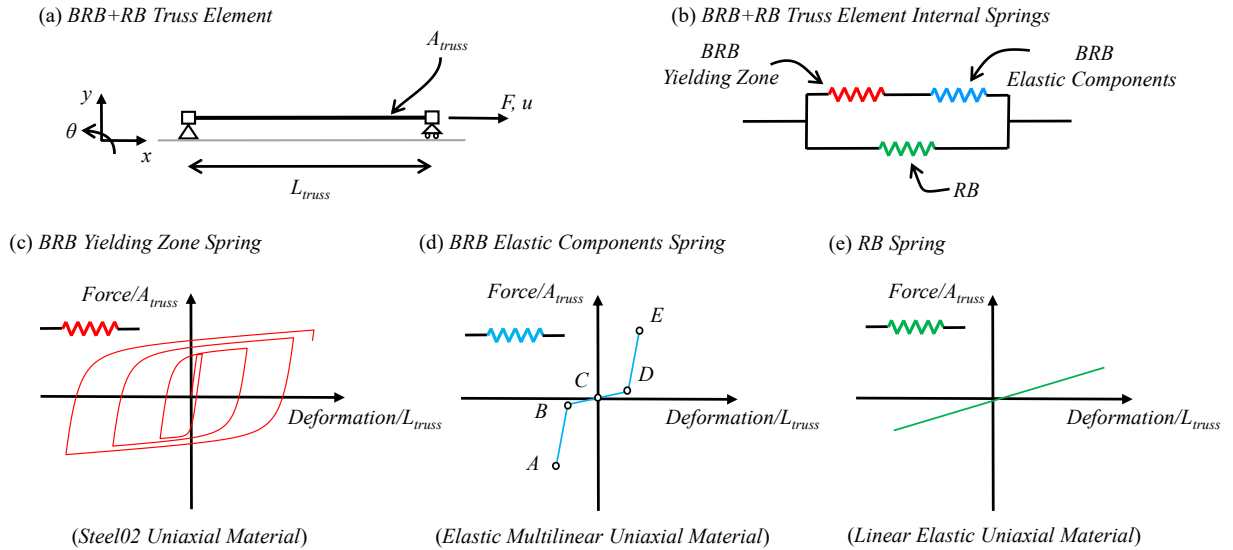 (a) BRB+RB Truss Element
A_truss
y
F, u
θ
x
L_truss
(b) BRB+RB Truss Element Internal Springs
BRB
Yielding Zone
BRB
Elastic Components
RB
(c) BRB Yielding Zone Spring
Force/A_truss
Deformation/L_truss
(Steel02 Uniaxial Material)
(d) BRB Elastic Components Spring
Force/A_truss
E
C
D
B
Deformation/L_truss
A
(Elastic Multilinear Uniaxial Material)
(e) RB Spring
Force/A_truss
Deformation/L_truss
(Linear Elastic Uniaxial Material)